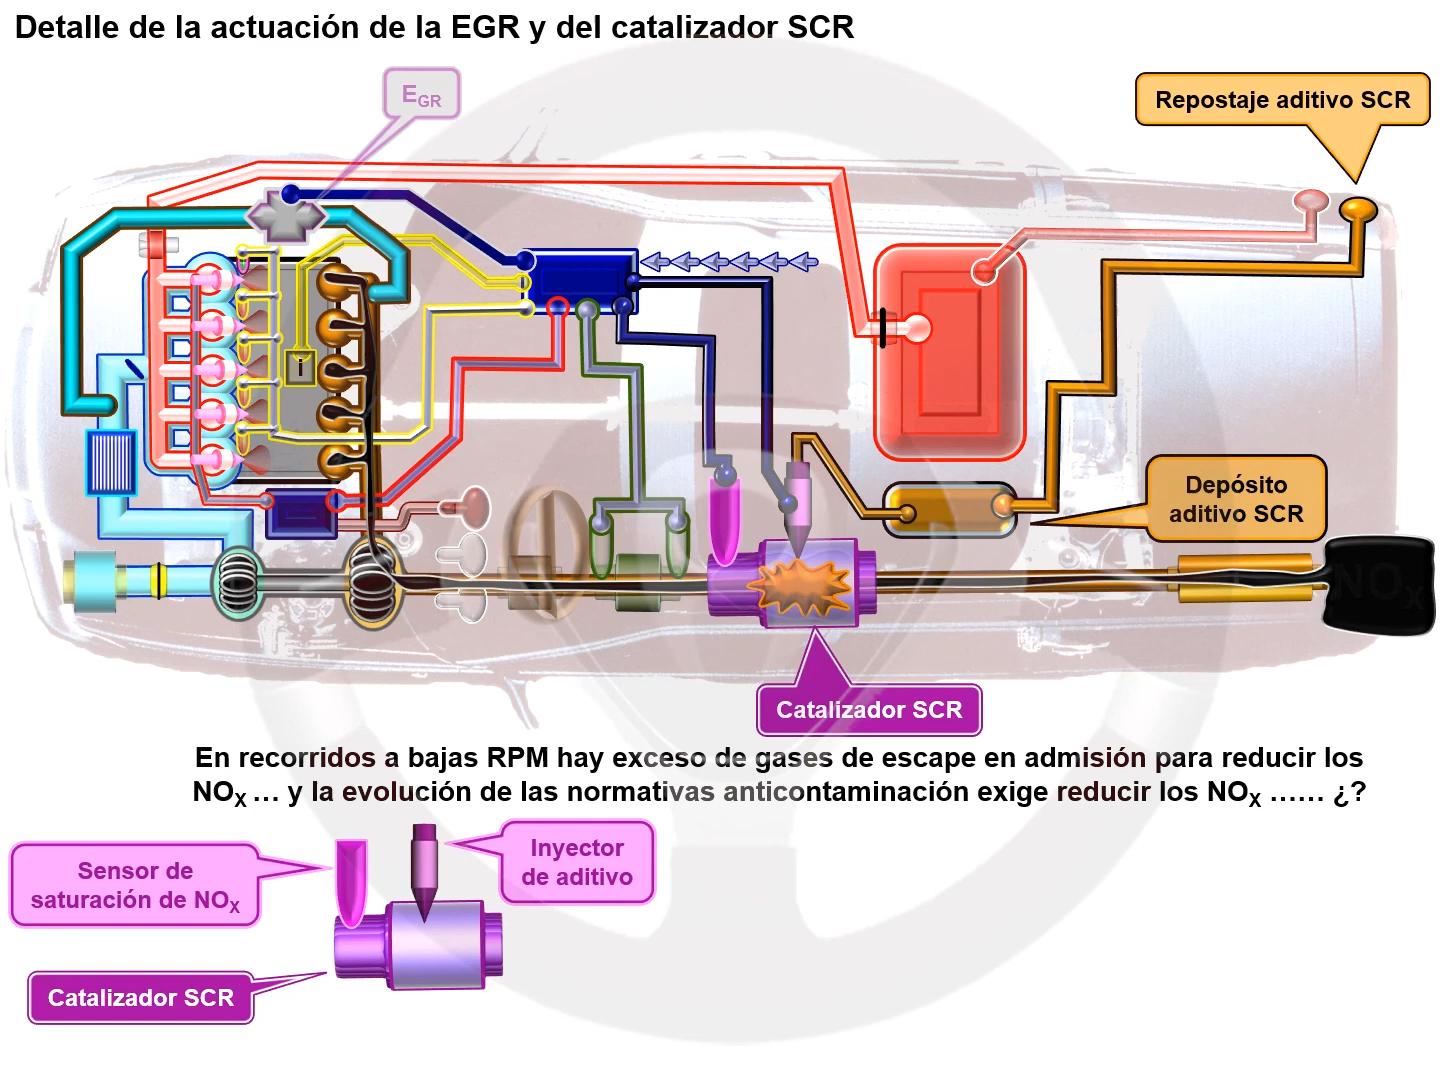 Detalle de la actuación de la EGR y del catalizador SCR
EGR
Repostaje aditivo SCR
i
Depósito
aditivo SCR
NOX
Catalizador SCR
En recorridos a bajas RPM hay exceso de gases de escape en admisión para reducir los
NOX ... y la evolución de las normativas anticontaminación exige reducir los NOX ...... ¿?
Sensor de
saturación de NOX
Inyector
de aditivo
Catalizador SCR